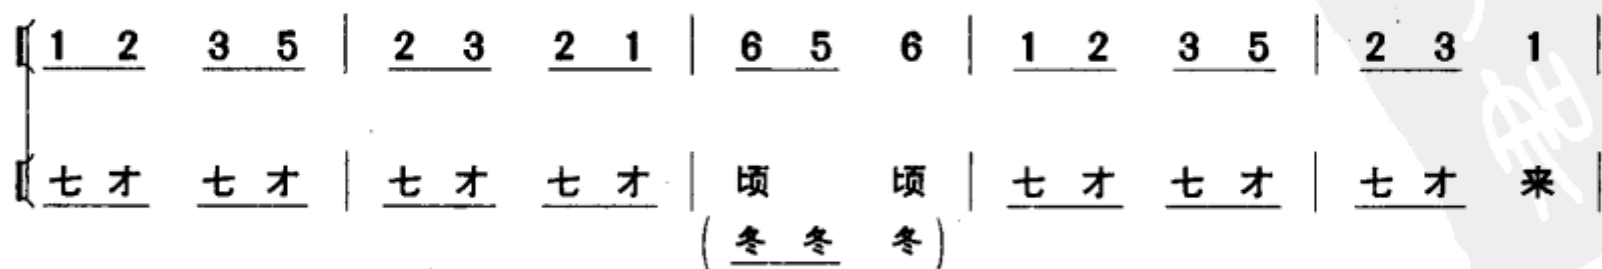 1 2 3 5 | 2 3 2 1 | 6 5 6 | 1 2 3 5 | 2 3 1 |
七 才 七 才 | 七 才 七 才 | 顷 顷 | 七 才 七 才 | 七 才 来 |
(冬 冬 冬)